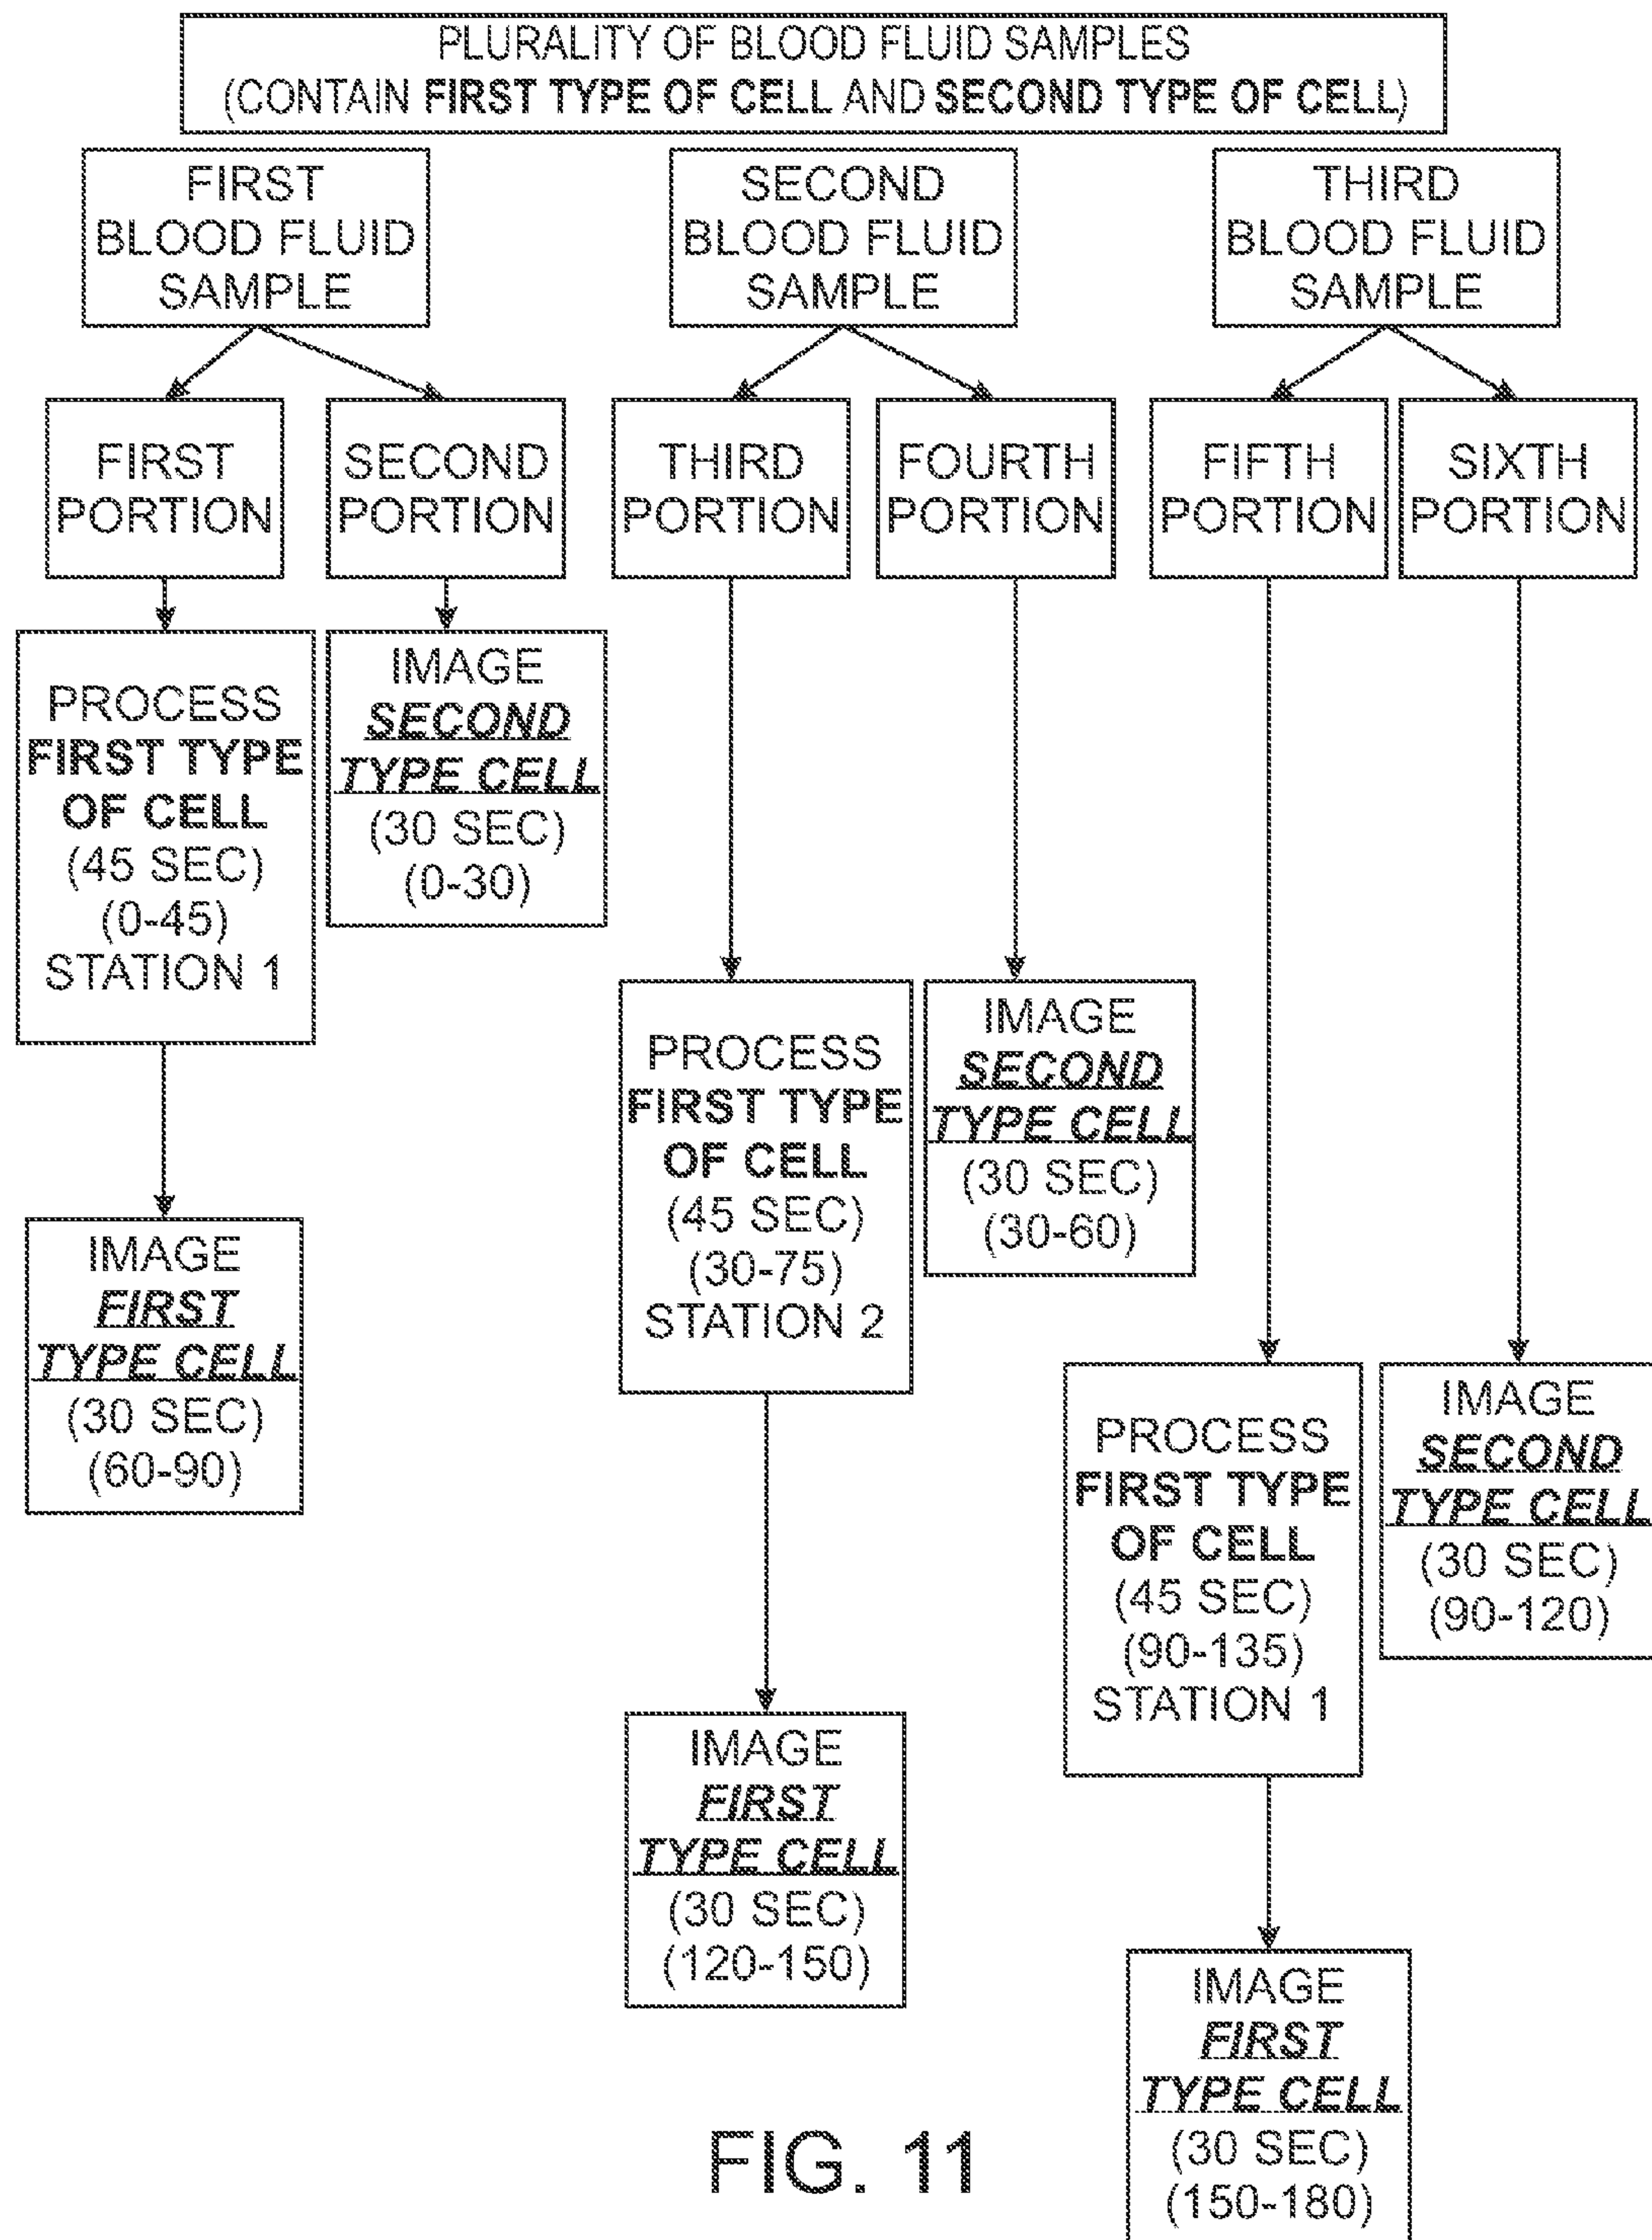 PLURALITY OF BLOOD FLUID SAMPLES
(CONTAIN FIRST TYPE OF CELL AND SECOND TYPE OF CELL)
FIRST
BLOOD FLUID
SAMPLE
SECOND
BLOOD FLUID
SAMPLE
THIRD
BLOOD FLUID
SAMPLE
FIRST
PORTION
SECOND
PORTION
THIRD
PORTION
FOURTH
PORTION
FIFTH
PORTION
SIXTH
PORTION
PROCESS
FIRST TYPE
OF CELL
(45 SEC)
(0-45)
STATION 1
IMAGE
SECOND
TYPE CELL
(30 SEC)
(0-30)
PROCESS
FIRST TYPE
OF CELL
(45 SEC)
(30-75)
STATION 2
IMAGE
SECOND
TYPE CELL
(30 SEC)
(30-60)
IMAGE
FIRST
TYPE CELL
(30 SEC)
(60-90)
PROCESS
FIRST TYPE
OF CELL
(45 SEC)
(90-135)
STATION 1
IMAGE
SECOND
TYPE CELL
(30 SEC)
(90-120)
IMAGE
FIRST
TYPE CELL
(30 SEC)
(120-150)
IMAGE
FIRST
TYPE CELL
(30 SEC)
(150-180)
FIG. 11